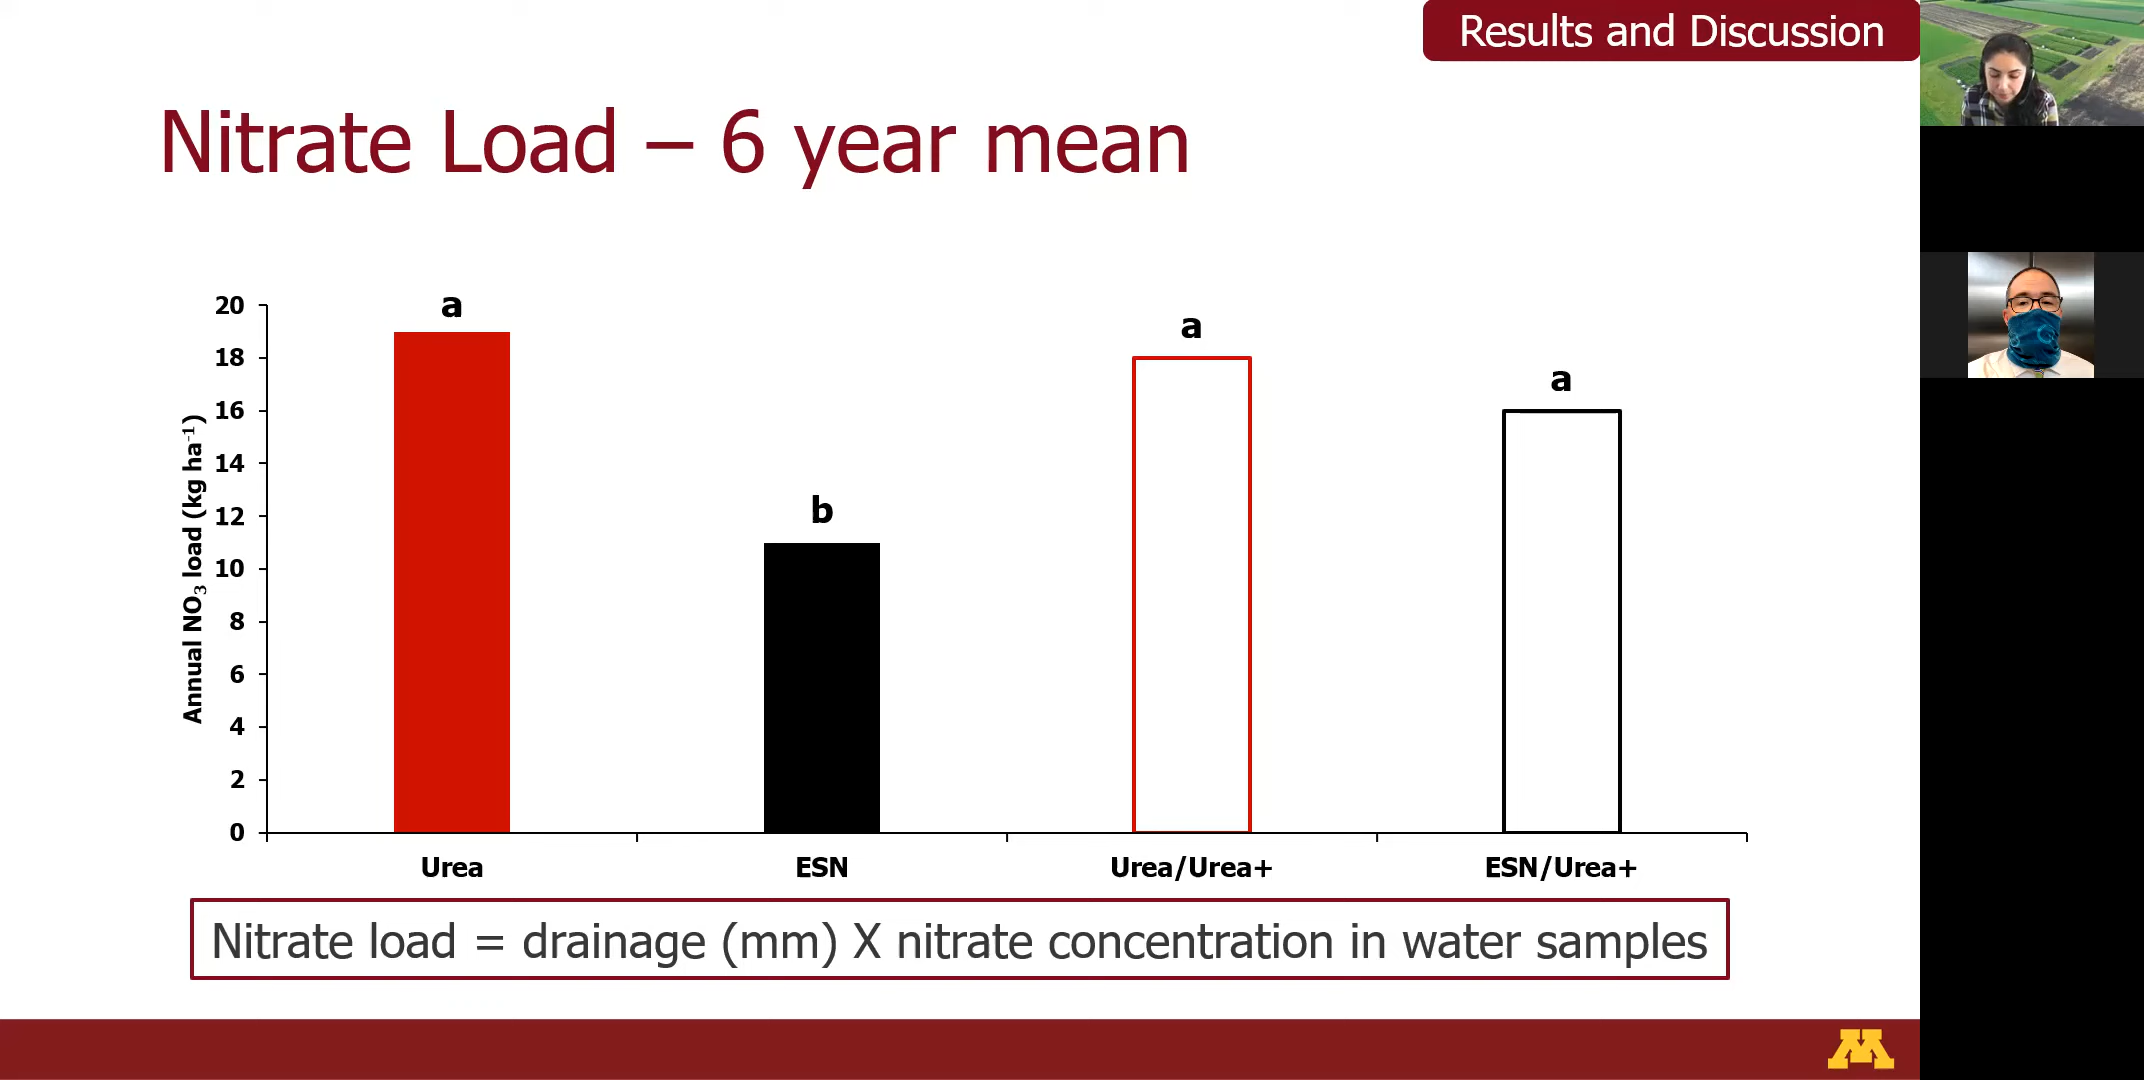 Results and Discussion
Nitrate Load – 6 year mean
Annual NO₃ load (kg ha⁻¹)
20
18
16
14
12
10
8
6
4
2
0
a
b
a
a
Urea
ESN
Urea/Urea+
ESN/Urea+
Nitrate load = drainage (mm) X nitrate concentration in water samples
M